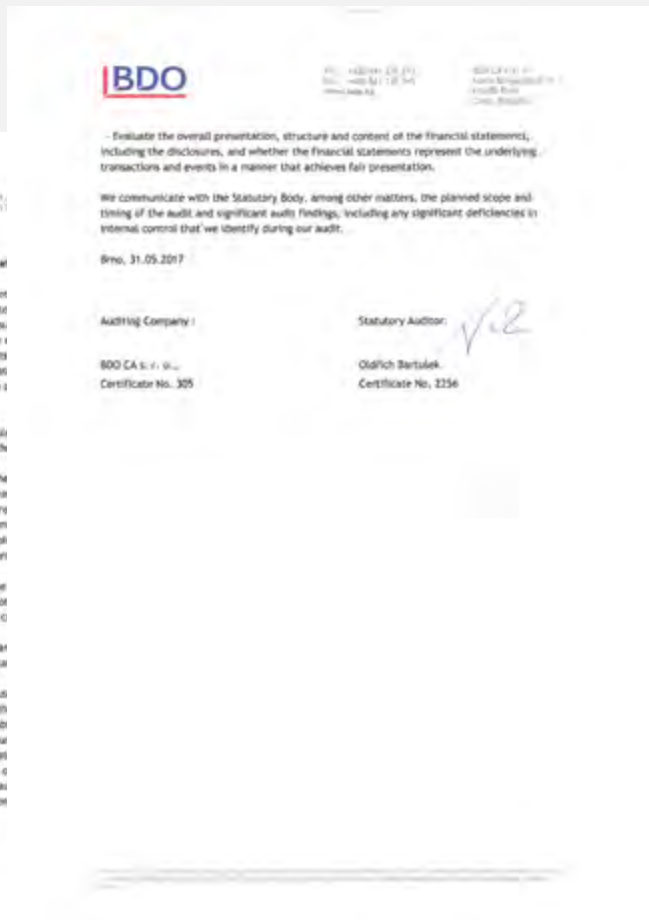 BDO
- Evaluate the overall presentation, structure and content of the financial statements,
including the disclosures, and whether the financial statements represent the underlying
transactions and events in a manner that achieves fair presentation.
We communicate with the Statutory Body, among other matters, the planned scope and
timing of the audit and significant audit findings, including any significant deficiencies in
internal control that we identify during our audit.
Brno, 31.05.2017
Auditing Company :
Statutory Auditor:
BDO CA s. r. o.,
Oldřich Bartušek
Certificate No. 305
Certificate No. 2256